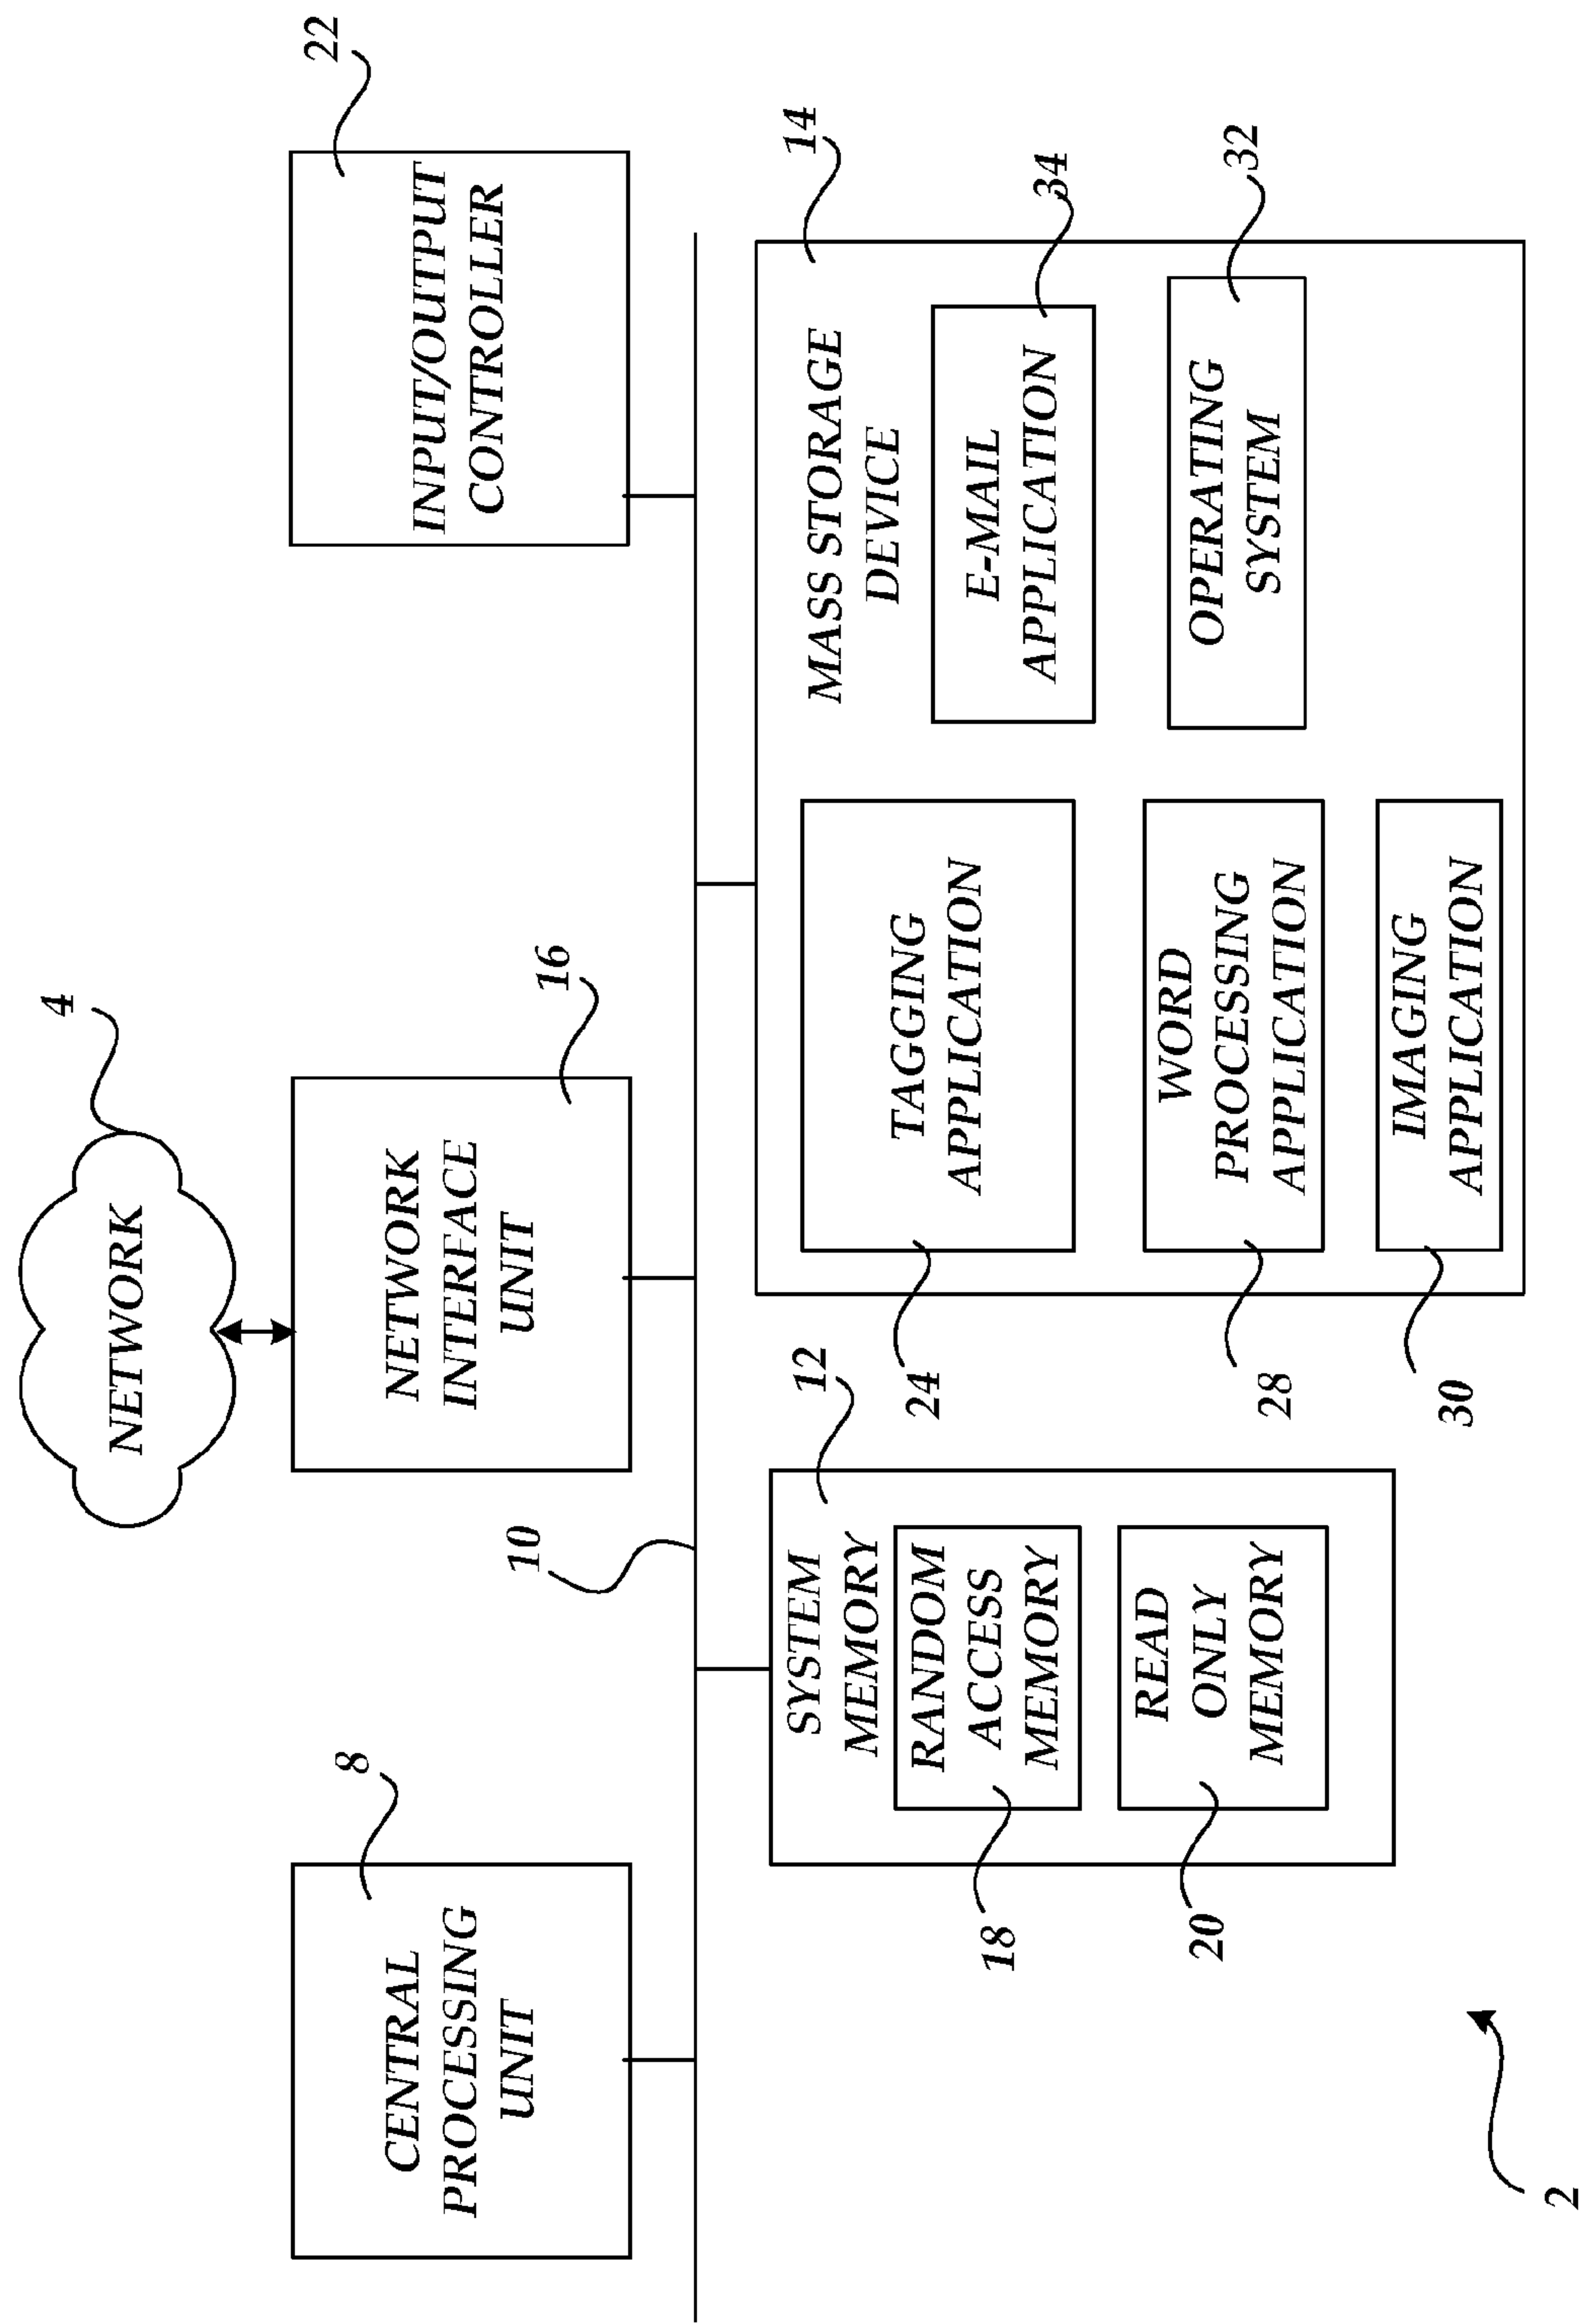 4
NETWORK
8
CENTRAL
PROCESSING
UNIT
16
NETWORK
INTERFACE
UNIT
22
INPUT/OUTPUT
CONTROLLER
10
12
SYSTEM
MEMORY
RANDOM
ACCESS
MEMORY
18
READ
ONLY
MEMORY
20
14
MASS STORAGE
DEVICE
TAGGING
APPLICATION
24
WORD
PROCESSING
APPLICATION
28
IMAGING
APPLICATION
30
34
E-MAIL
APPLICATION
32
OPERATING
SYSTEM
2